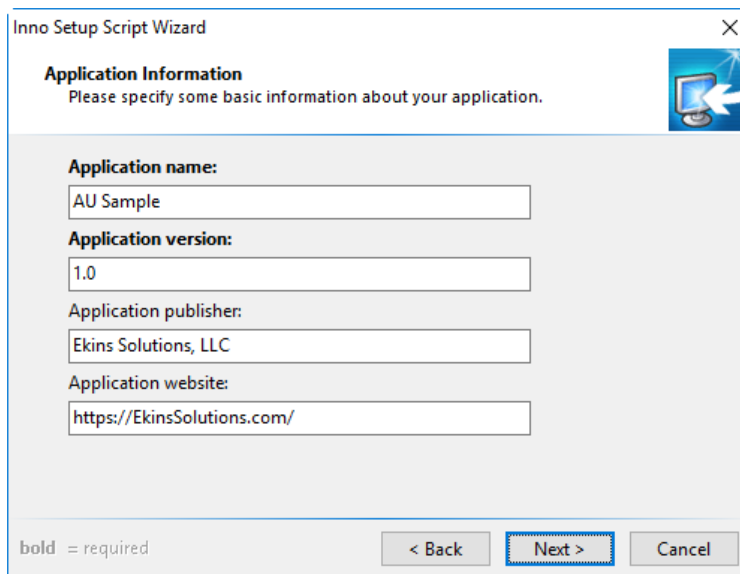 Inno Setup Script Wizard
Application Information
Please specify some basic information about your application.
Application name:
AU Sample
Application version:
1.0
Application publisher:
Ekins Solutions, LLC
Application website:
https://EkinsSolutions.com/
bold = required
< Back
Next >
Cancel